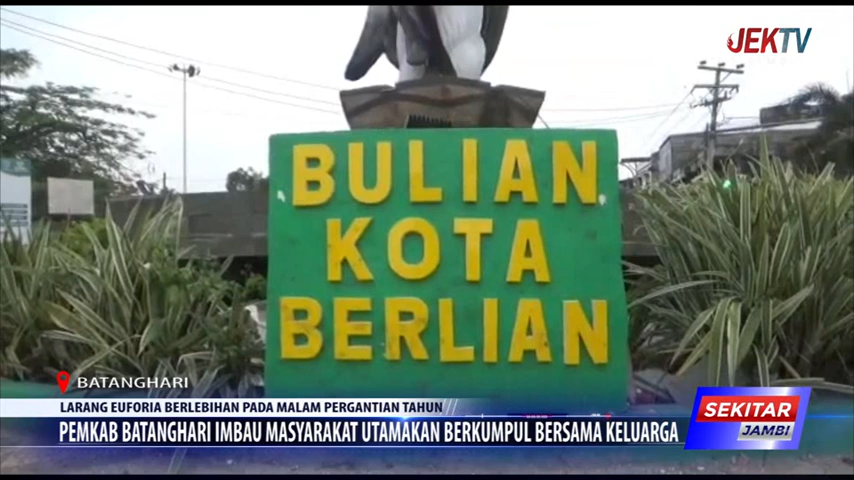 JEKTV
BULIAN
KOTA
BERLIAN
BATANGHARI
LARANG EUFORIA BERLEBIHAN PADA MALAM PERGANTIAN TAHUN
PEMKAB BATANGHARI IMBAU MASYARAKAT UTAMAKAN BERKUMPUL BERSAMA KELUARGA
SEKITAR
JAMBI